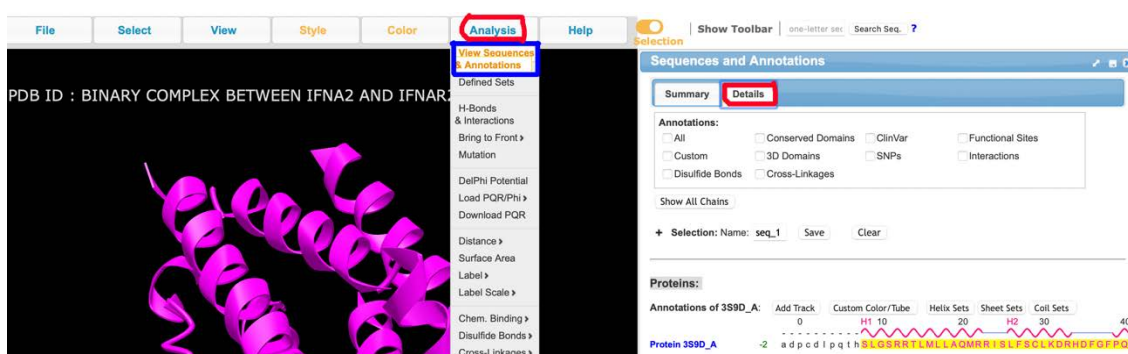 File Select View Style Color Analysis Help
Selection
Show Toolbar one-letter sec Search Seq. ?
PDB ID : BINARY COMPLEX BETWEEN IFNA2 AND IFNAR2
View Sequences
& Annotations
Defined Sets
H-Bonds
& Interactions
Bring to Front >
Mutation
DelPhi Potential
Load PQR/Phi >
Download PQR
Distance >
Surface Area
Label >
Label Scale >
Chem. Binding >
Disulfide Bonds >
Cross-Linkages >
Sequences and Annotations
Summary Details
Annotations:
All Conserved Domains ClinVar Functional Sites
Custom 3D Domains SNPs Interactions
Disulfide Bonds Cross-Linkages
Show All Chains
+ Selection: Name: seq_1 Save Clear
Proteins:
Annotations of 3S9D_A: Add Track Custom Color/Tube Helix Sets Sheet Sets Coil Sets
0 H1 10 20 H2 30 40
Protein 3S9D_A -2 a d p c d l p q t h S L G S R R T L M L L A Q M R R I S L F S C L K D R H D F G F P Q